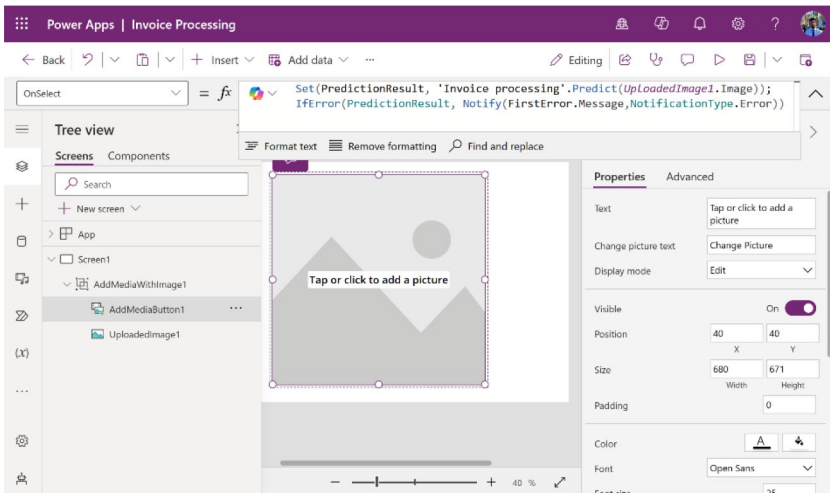 Power Apps | Invoice Processing
Back
Insert
Add data
...
Editing
OnSelect
= fx
Set(PredictionResult, 'Invoice processing'.Predict(UploadedImage1.Image));
IfError(PredictionResult, Notify(FirstError.Message,NotificationType.Error))
Format text
Remove formatting
Find and replace
Tree view
Screens
Components
Search
New screen
App
Screen1
AddMediaWithImage1
AddMediaButton1
...
UploadedImage1
(x)
Tap or click to add a picture
40 %
Properties
Advanced
Text
Tap or click to add a
picture
Change picture text
Change Picture
Display mode
Edit
Visible
On
Position
40
40
X
Y
Size
680
671
Width
Height
Padding
0
Color
A
Font
Open Sans